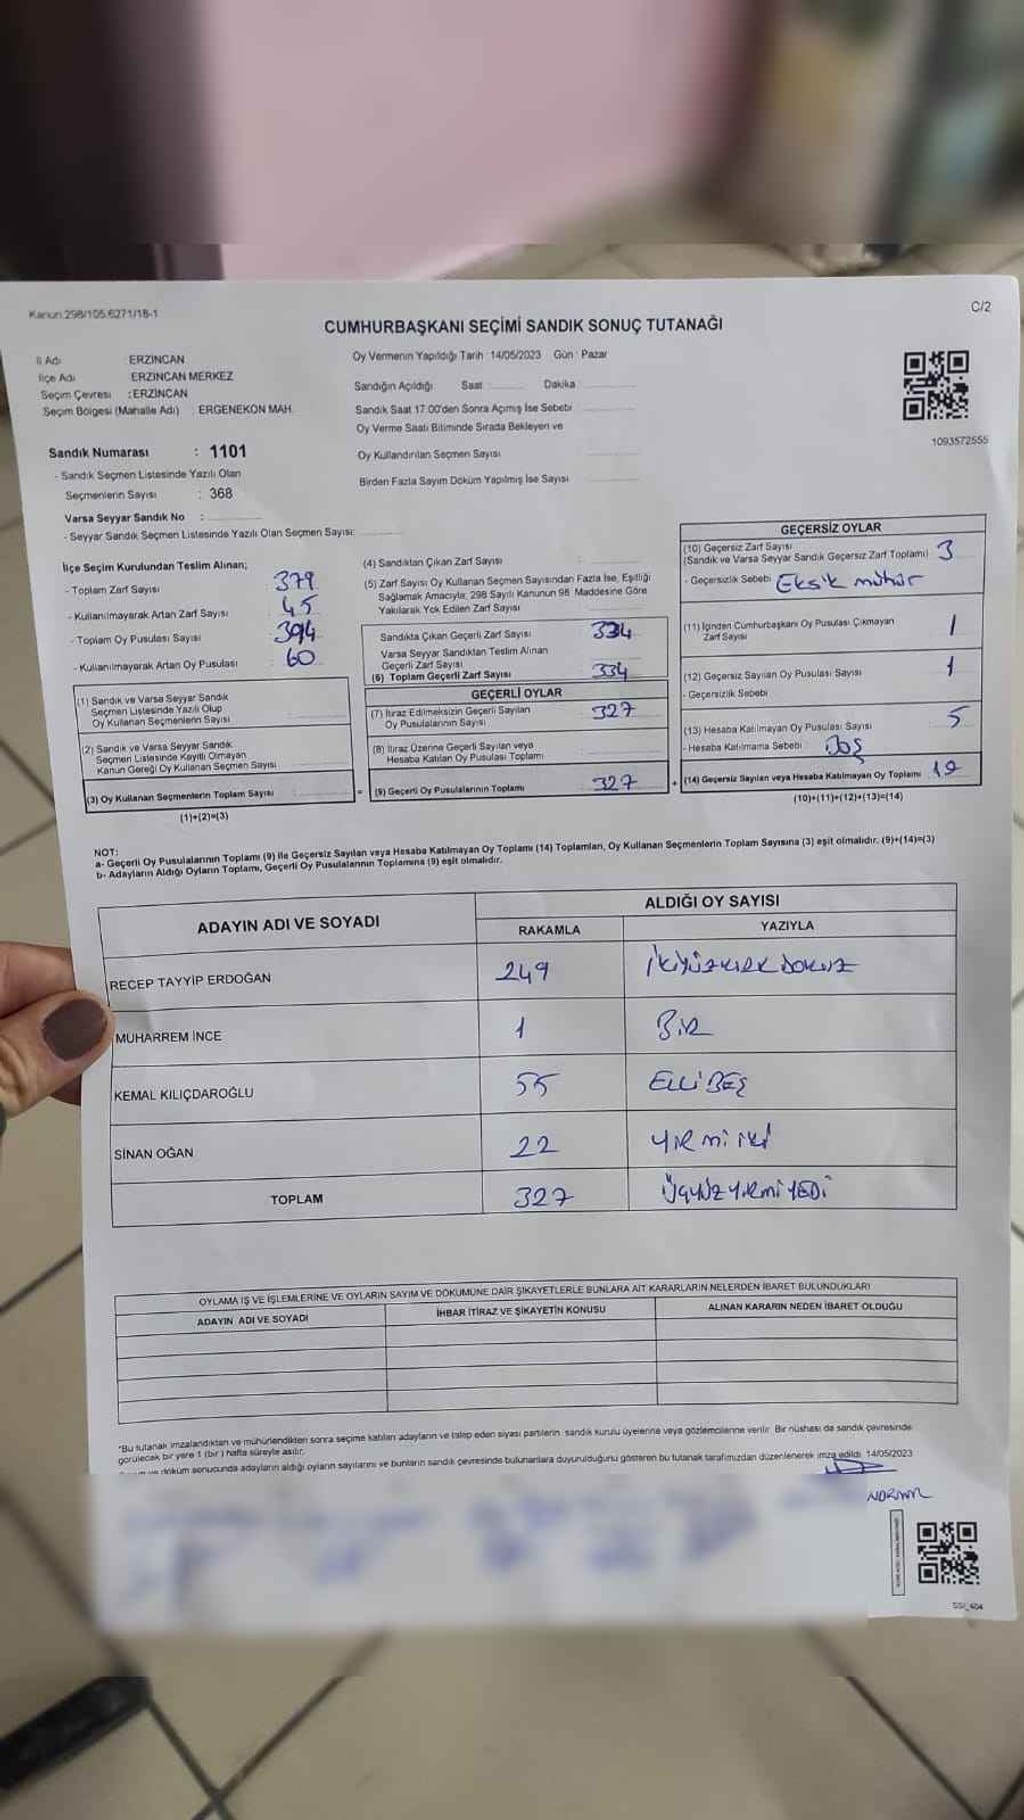 Kanun:298/105,6271/18-1
C/2
CUMHURBAŞKANI SEÇİMİ SANDIK SONUÇ TUTANAĞI
İl Adı ERZİNCAN
İlçe Adı ERZİNCAN MERKEZ
Seçim Çevresi : ERZİNCAN
Seçim Bölgesi (Mahalle Adı) : ERGENEKON MAH.
Oy Vermenin Yapıldığı Tarih : 14/05/2023 Gün : Pazar
Sandığın Açıldığı Saat Dakika
Sandık Saat 17.00'den Sonra Açımış İse Sebebi
Oy Verme Saati Bitiminde Sırada Bekleyen ve
Oy Kullandırılan Seçmen Sayısı
Birden Fazla Sayım Döküm Yapılmış İse Sayısı
1093572555
Sandık Numarası : 1101
- Sandık Seçmen Listesinde Yazılı Olan
Seçmenlerin Sayısı : 368
Varsa Seyyar Sandık No :
- Seyyar Sandık Seçmen Listesinde Yazılı Olan Seçmen Sayısı:
İlçe Seçim Kurulundan Teslim Alınan;
- Toplam Zarf Sayısı : 379
- Kullanılmayarak Artan Zarf Sayısı : 45
- Toplam Oy Pusulası Sayısı : 394
- Kullanılmayarak Artan Oy Pusulası : 60
(1) Sandık ve Varsa Seyyar Sandık
Seçmen Listesinde Yazılı Olup
Oy Kullanan Seçmenlerin Sayısı
(2) Sandık ve Varsa Seyyar Sandık
Seçmen Listesinde Kayıtlı Olmayan
Kanun Gereği Oy Kullanan Seçmen Sayısı
(3) Oy Kullanan Seçmenlerin Toplam Sayısı
(1)+(2)=(3)
(4) Sandıktan Çıkan Zarf Sayısı
(5) Zarf Sayısı Oy Kullanan Seçmen Sayısından Fazla İse, Eşitliği
Sağlamak Amacıyla; 298 Sayılı Kanunun 98. Maddesine Göre
Yakılarak Yok Edilen Zarf Sayısı
Sandıkta Çıkan Geçerli Zarf Sayısı 334
Varsa Seyyar Sandıktan Teslim Alınan
Geçerli Zarf Sayısı
(6) Toplam Geçerli Zarf Sayısı 334
GEÇERLİ OYLAR
(7) İtiraz Edilmeksizin Geçerli Sayılan
Oy Pusulalarının Sayısı 327
(8) İtiraz Üzerine Geçerli Sayılan veya
Hesaba Katılan Oy Pusulası Toplamı
= (9) Geçerli Oy Pusulalarının Toplamı 327 +
GEÇERSİZ OYLAR
(10) Geçersiz Zarf Sayısı
(Sandık ve Varsa Seyyar Sandık Geçersiz Zarf Toplamı) 3
- Geçersizlik Sebebi Eksik mühür
(11) İçinden Cumhurbaşkanı Oy Pusulası Çıkmayan
Zarf Sayısı 1
(12) Geçersiz Sayılan Oy Pusulası Sayısı 1
- Geçersizlik Sebebi
(13) Hesaba Katılmayan Oy Pusulası Sayısı 5
- Hesaba Katılmama Sebebi Boş
(14) Geçersiz Sayılan veya Hesaba Katılmayan Oy Toplamı
(10)+(11)+(12)+(13)=(14)
NOT:
a- Geçerli Oy Pusulalarının Toplamı (9) ile Geçersiz Sayılan veya Hesaba Katılmayan Oy Toplamı (14) Toplamları, Oy Kullanan Seçmenlerin Toplam Sayısına (3) eşit olmalıdır. (9)+(14)=(3)
b- Adayların Aldığı Oyların Toplamı, Geçerli Oy Pusulalarının Toplamına (9) eşit olmalıdır.
ADAYIN ADI VE SOYADI ALDIĞI OY SAYISI
RAKAMLA YAZIYLA
RECEP TAYYİP ERDOĞAN 249 İKİYÜZKIRKDOKUZ
MUHARREM İNCE 1 BİR
KEMAL KILIÇDAROĞLU 55 ELLİBEŞ
SİNAN OĞAN 22 YİRMİ İKİ
TOPLAM 327 ÜÇYÜZYİRMİYEDİ
OYLAMA İŞ VE İŞLEMLERİNE VE OYLARIN SAYIM VE DÖKÜMÜNE DAİR ŞİKAYETLERLE BUNLARA AİT KARARLARIN NELERDEN İBARET BULUNDUKLARI
ADAYIN ADI VE SOYADI İHBAR İTİRAZ VE ŞİKAYETİN KONUSU ALINAN KARARIN NEDEN İBARET OLDUĞU
*Bu tutanak imzalandıktan ve mühürlendikten sonra seçime katılan adayların ve talep eden siyasi partilerin sandık kurulu üyelerine veya gözlemcilerine verilir. Bir nüshası da sandık çevresinde
görülecek bir yere 1 (bir) hafta süreyle asılır.
ve döküm sonucunda adayların aldığı oyların sayılarını ve bunların sandık çevresinde bulunanlara duyurulduğunu gösteren bu tutanak tarafımızdan düzenlenerek imza edildi. 14/05/2023